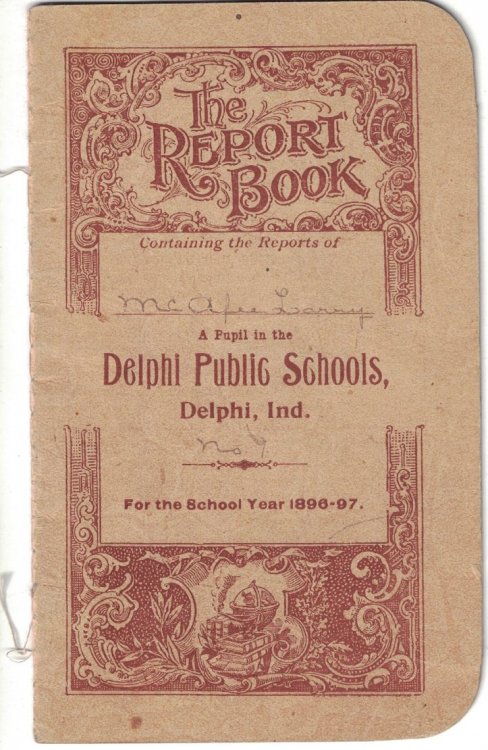 The
REPORT
BOOK
Containing the Reports of
McAfee Larry
A Pupil in the
Delphi Public Schools,
Delphi, Ind.
No
For the School Year 1896-97.